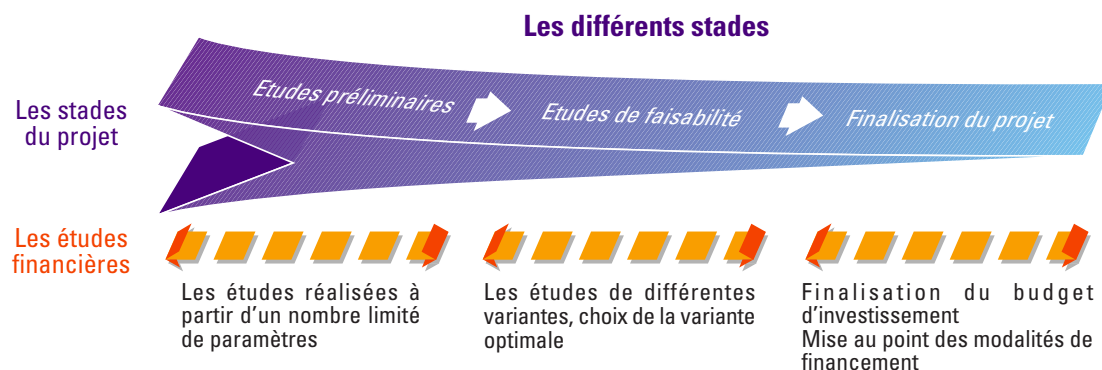 Les différents stades
Les stades
du projet
Etudes préliminaires
Etudes de faisabilité
Finalisation du projet
Les études
financières
Les études réalisées à
partir d'un nombre limité
de paramètres
Les études de différentes
variantes, choix de la variante
optimale
Finalisation du budget
d'investissement
Mise au point des modalités de
financement